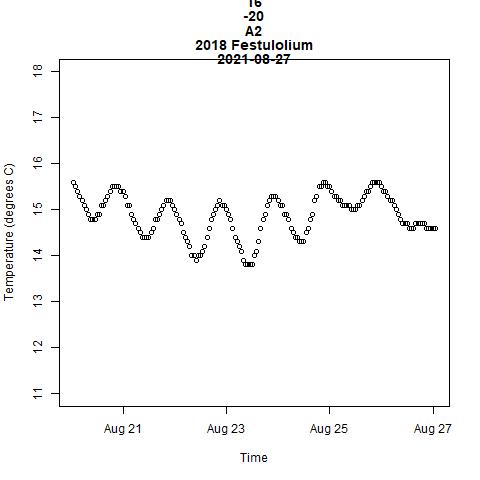 16
-20
A2
2018 Festulolium
2021-08-27
18
17
16
15
14
13
12
11
Temperature (degrees C)
Aug 21
Aug 23
Aug 25
Aug 27
Time